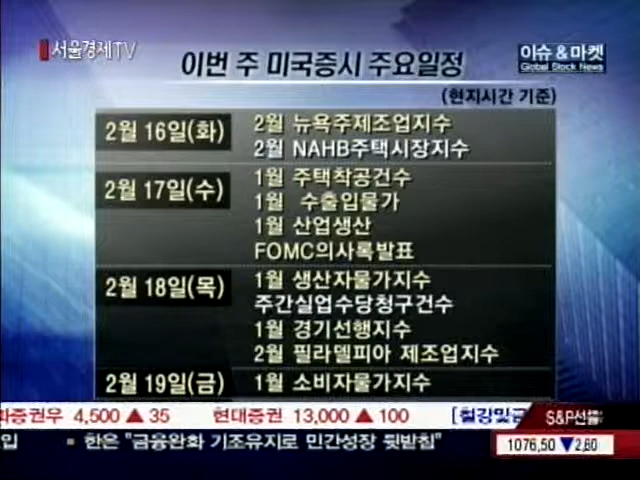 서울경제TV
이번 주 미국증시 주요일정
이슈&마켓
Global Stock News
(현지시간 기준)
2월 16일(화)
2월 뉴욕주제조업지수
2월 NAHB주택시장지수
2월 17일(수)
1월 주택착공건수
1월 수출입물가
1월 산업생산
FOMC의사록발표
2월 18일(목)
1월 생산자물가지수
주간실업수당청구건수
1월 경기선행지수
2월 필라델피아 제조업지수
2월 19일(금)
1월 소비자물가지수
화증권우 4,500 ▲ 35 현대증권 13,000 ▲ 100 [철강및금
S&P선물
입 ▪ 한은 "금융완화 기조유지로 민간성장 뒷받침"
1076,50 ▼2,80